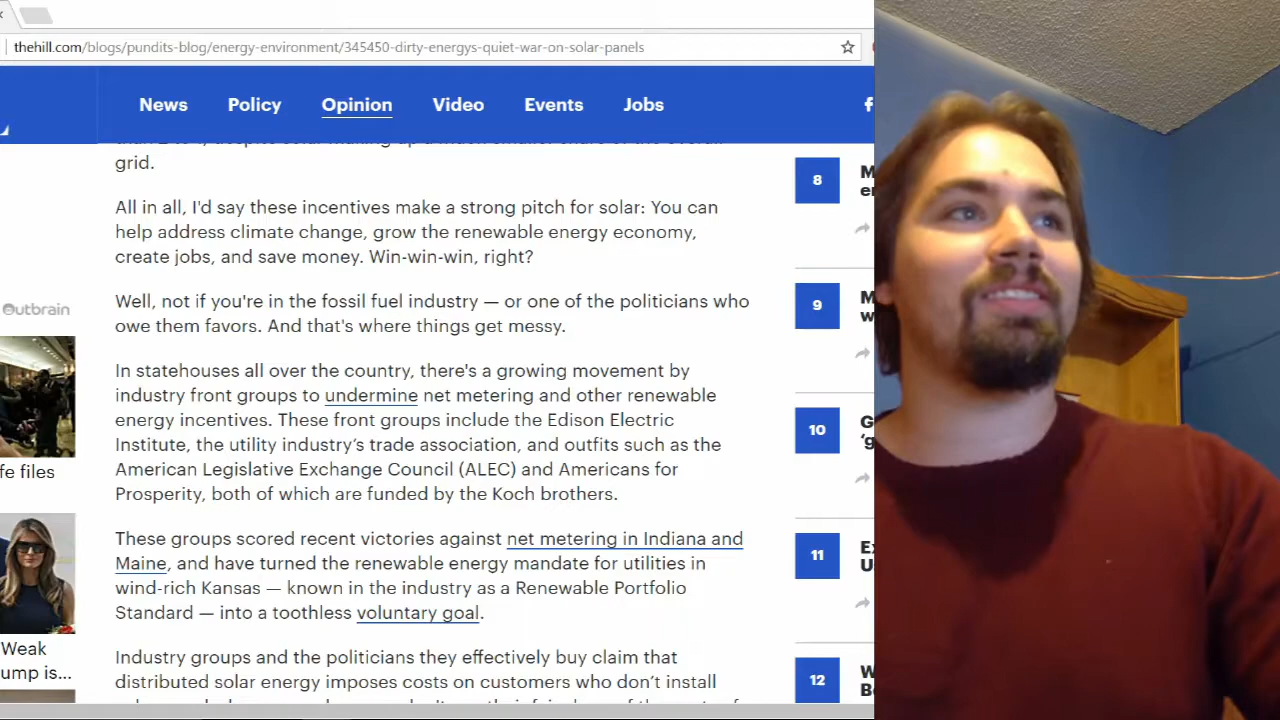 thehill.com/blogs/pundits-blog/energy-environment/345450-dirty-energys-quiet-war-on-solar-panels
News Policy Opinion Video Events Jobs
grid.
All in all, I'd say these incentives make a strong pitch for solar: You can
help address climate change, grow the renewable energy economy,
create jobs, and save money. Win-win-win, right?
Well, not if you're in the fossil fuel industry — or one of the politicians who
owe them favors. And that's where things get messy.
In statehouses all over the country, there's a growing movement by
industry front groups to undermine net metering and other renewable
energy incentives. These front groups include the Edison Electric
Institute, the utility industry’s trade association, and outfits such as the
American Legislative Exchange Council (ALEC) and Americans for
Prosperity, both of which are funded by the Koch brothers.
These groups scored recent victories against net metering in Indiana and
Maine, and have turned the renewable energy mandate for utilities in
wind-rich Kansas — known in the industry as a Renewable Portfolio
Standard — into a toothless voluntary goal.
Industry groups and the politicians they effectively buy claim that
distributed solar energy imposes costs on customers who don’t install
Outbrain
fe files
Weak
ump is...
8
9
10
11
12